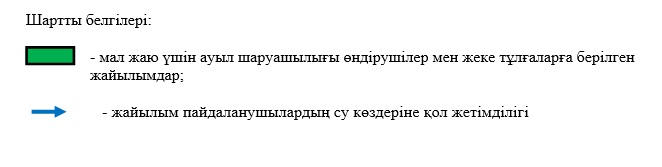 Шартты белгілері:
- мал жаю үшін ауыл шаруашылығы өндірушілер мен жеке тұлғаларға берілген
жайылымдар;
- жайылым пайдаланушылардың су көздеріне қол жетімділігі